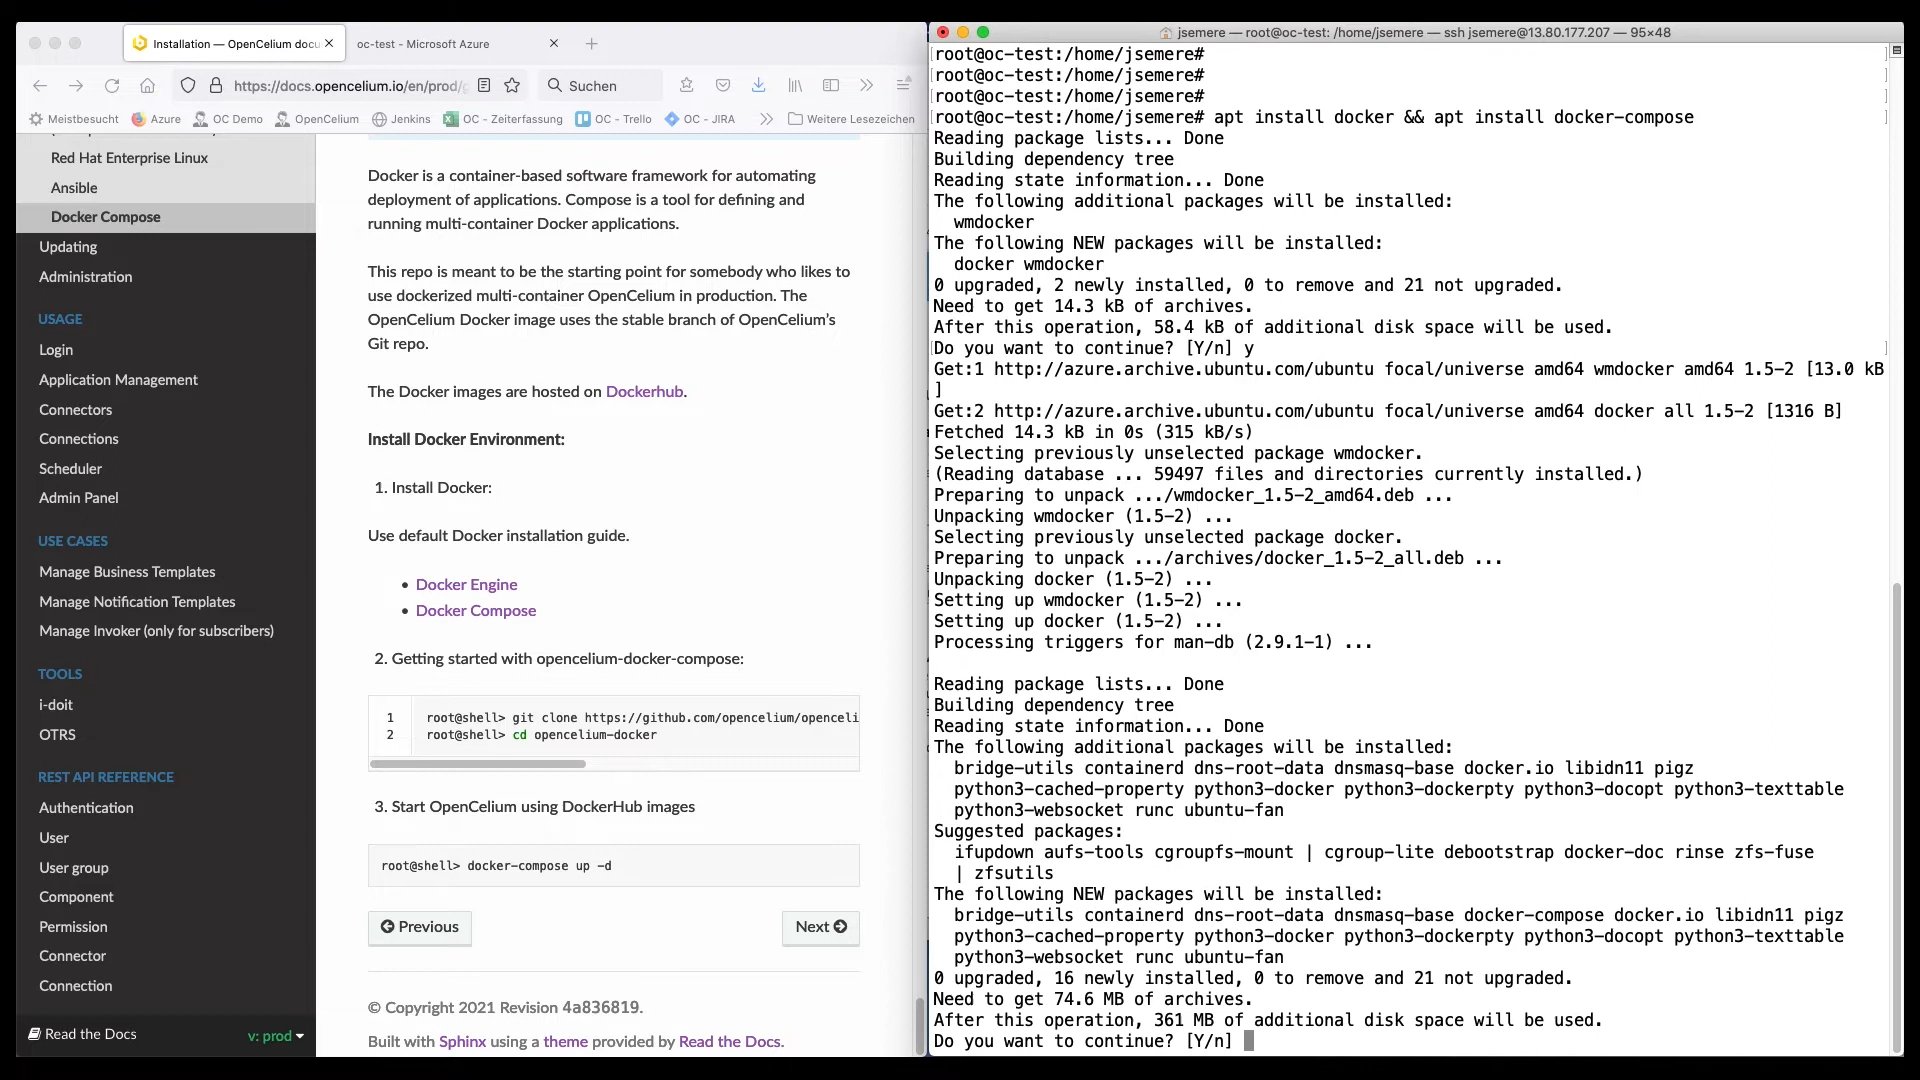 Installation — OpenCelium docu
oc-test - Microsoft Azure
https://docs.opencelium.io/en/prod/g
Suchen
Meistbesucht
Azure
OC Demo
OpenCelium
Jenkins
OC - Zeiterfassung
OC - Trello
OC - JIRA
Weitere Lesezeichen
Red Hat Enterprise Linux
Ansible
Docker Compose
Updating
Administration
USAGE
Login
Application Management
Connectors
Connections
Scheduler
Admin Panel
USE CASES
Manage Business Templates
Manage Notification Templates
Manage Invoker (only for subscribers)
TOOLS
i-doit
OTRS
REST API REFERENCE
Authentication
User
User group
Component
Permission
Connector
Connection
Read the Docs
v: prod
Docker is a container-based software framework for automating
deployment of applications. Compose is a tool for defining and
running multi-container Docker applications.
This repo is meant to be the starting point for somebody who likes to
use dockerized multi-container OpenCelium in production. The
OpenCelium Docker image uses the stable branch of OpenCelium’s
Git repo.
The Docker images are hosted on Dockerhub.
Install Docker Environment:
1. Install Docker:
Use default Docker installation guide.
• Docker Engine
• Docker Compose
2. Getting started with opencelium-docker-compose:
1 root@shell> git clone https://github.com/opencelium/openceli
2 root@shell> cd opencelium-docker
3. Start OpenCelium using DockerHub images
root@shell> docker-compose up -d
Previous
Next
© Copyright 2021 Revision 4a836819.
Built with Sphinx using a theme provided by Read the Docs.
jsemere — root@oc-test: /home/jsemere — ssh jsemere@13.80.177.207 — 95×48
root@oc-test:/home/jsemere#
root@oc-test:/home/jsemere#
root@oc-test:/home/jsemere#
root@oc-test:/home/jsemere# apt install docker && apt install docker-compose
Reading package lists... Done
Building dependency tree
Reading state information... Done
The following additional packages will be installed:
wmdocker
The following NEW packages will be installed:
docker wmdocker
0 upgraded, 2 newly installed, 0 to remove and 21 not upgraded.
Need to get 14.3 kB of archives.
After this operation, 58.4 kB of additional disk space will be used.
Do you want to continue? [Y/n] y
Get:1 http://azure.archive.ubuntu.com/ubuntu focal/universe amd64 wmdocker amd64 1.5-2 [13.0 kB
]
Get:2 http://azure.archive.ubuntu.com/ubuntu focal/universe amd64 docker all 1.5-2 [1316 B]
Fetched 14.3 kB in 0s (315 kB/s)
Selecting previously unselected package wmdocker.
(Reading database ... 59497 files and directories currently installed.)
Preparing to unpack .../wmdocker_1.5-2_amd64.deb ...
Unpacking wmdocker (1.5-2) ...
Selecting previously unselected package docker.
Preparing to unpack .../archives/docker_1.5-2_all.deb ...
Unpacking docker (1.5-2) ...
Setting up wmdocker (1.5-2) ...
Setting up docker (1.5-2) ...
Processing triggers for man-db (2.9.1-1) ...
Reading package lists... Done
Building dependency tree
Reading state information... Done
The following additional packages will be installed:
bridge-utils containerd dns-root-data dnsmasq-base docker.io libidn11 pigz
python3-cached-property python3-docker python3-dockerpty python3-docopt python3-texttable
python3-websocket runc ubuntu-fan
Suggested packages:
ifupdown aufs-tools cgroupfs-mount | cgroup-lite debootstrap docker-doc rinse zfs-fuse
| zfsutils
The following NEW packages will be installed:
bridge-utils containerd dns-root-data dnsmasq-base docker-compose docker.io libidn11 pigz
python3-cached-property python3-docker python3-dockerpty python3-docopt python3-texttable
python3-websocket runc ubuntu-fan
0 upgraded, 16 newly installed, 0 to remove and 21 not upgraded.
Need to get 74.6 MB of archives.
After this operation, 361 MB of additional disk space will be used.
Do you want to continue? [Y/n]